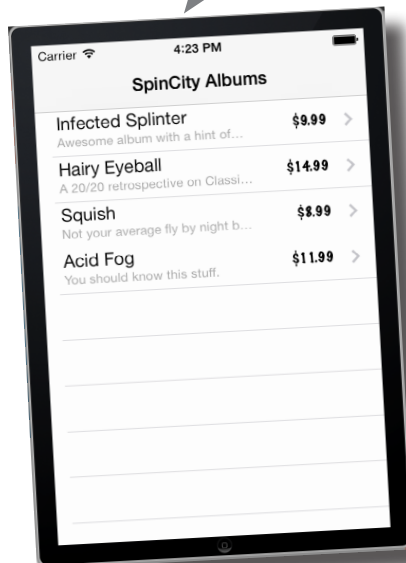 Carrier 4:23 PM
SpinCity Albums
Infected Splinter $9.99
Awesome album with a hint of...
Hairy Eyeball $14.99
A 20/20 retrospective on Classi...
Squish $8.99
Not your average fly by night b...
Acid Fog $11.99
You should know this stuff.